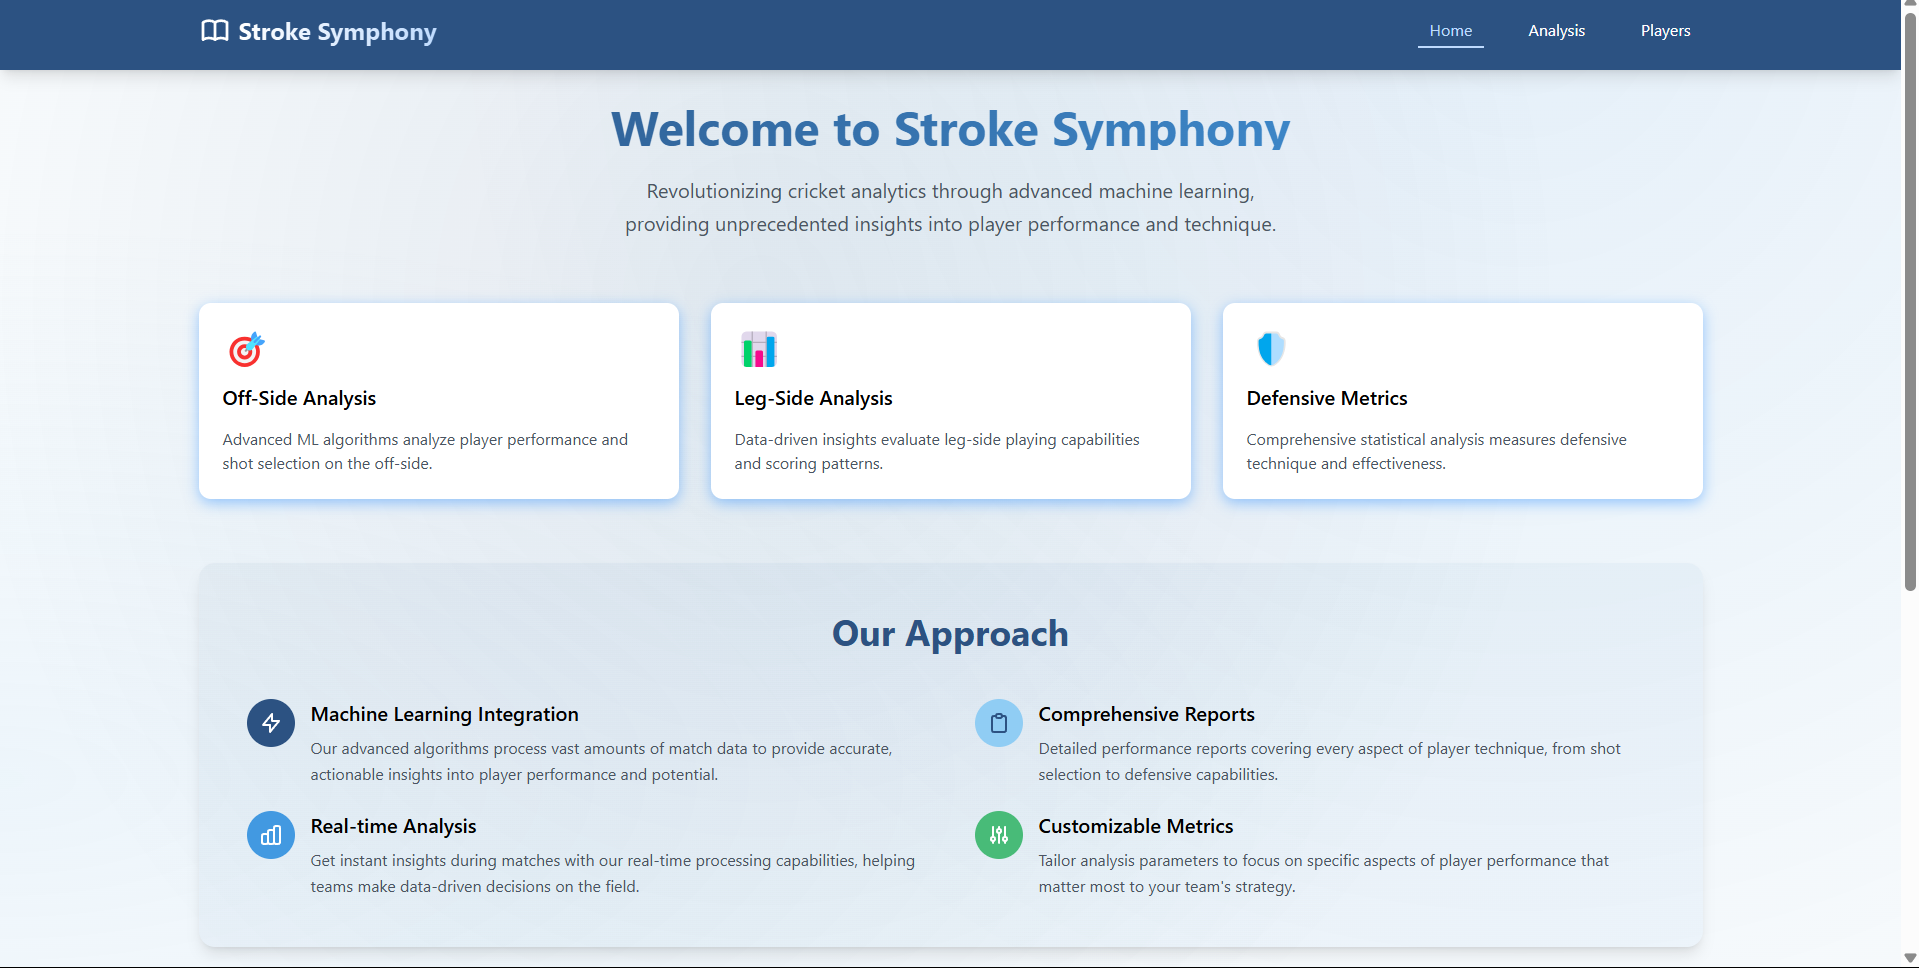 Stroke Symphony
Home
Analysis
Players
Welcome to Stroke Symphony
Revolutionizing cricket analytics through advanced machine learning,
providing unprecedented insights into player performance and technique.
Off-Side Analysis
Advanced ML algorithms analyze player performance and
shot selection on the off-side.
Leg-Side Analysis
Data-driven insights evaluate leg-side playing capabilities
and scoring patterns.
Defensive Metrics
Comprehensive statistical analysis measures defensive
technique and effectiveness.
Our Approach
Machine Learning Integration
Our advanced algorithms process vast amounts of match data to provide accurate,
actionable insights into player performance and potential.
Comprehensive Reports
Detailed performance reports covering every aspect of player technique, from shot
selection to defensive capabilities.
Real-time Analysis
Get instant insights during matches with our real-time processing capabilities, helping
teams make data-driven decisions on the field.
Customizable Metrics
Tailor analysis parameters to focus on specific aspects of player performance that
matter most to your team's strategy.